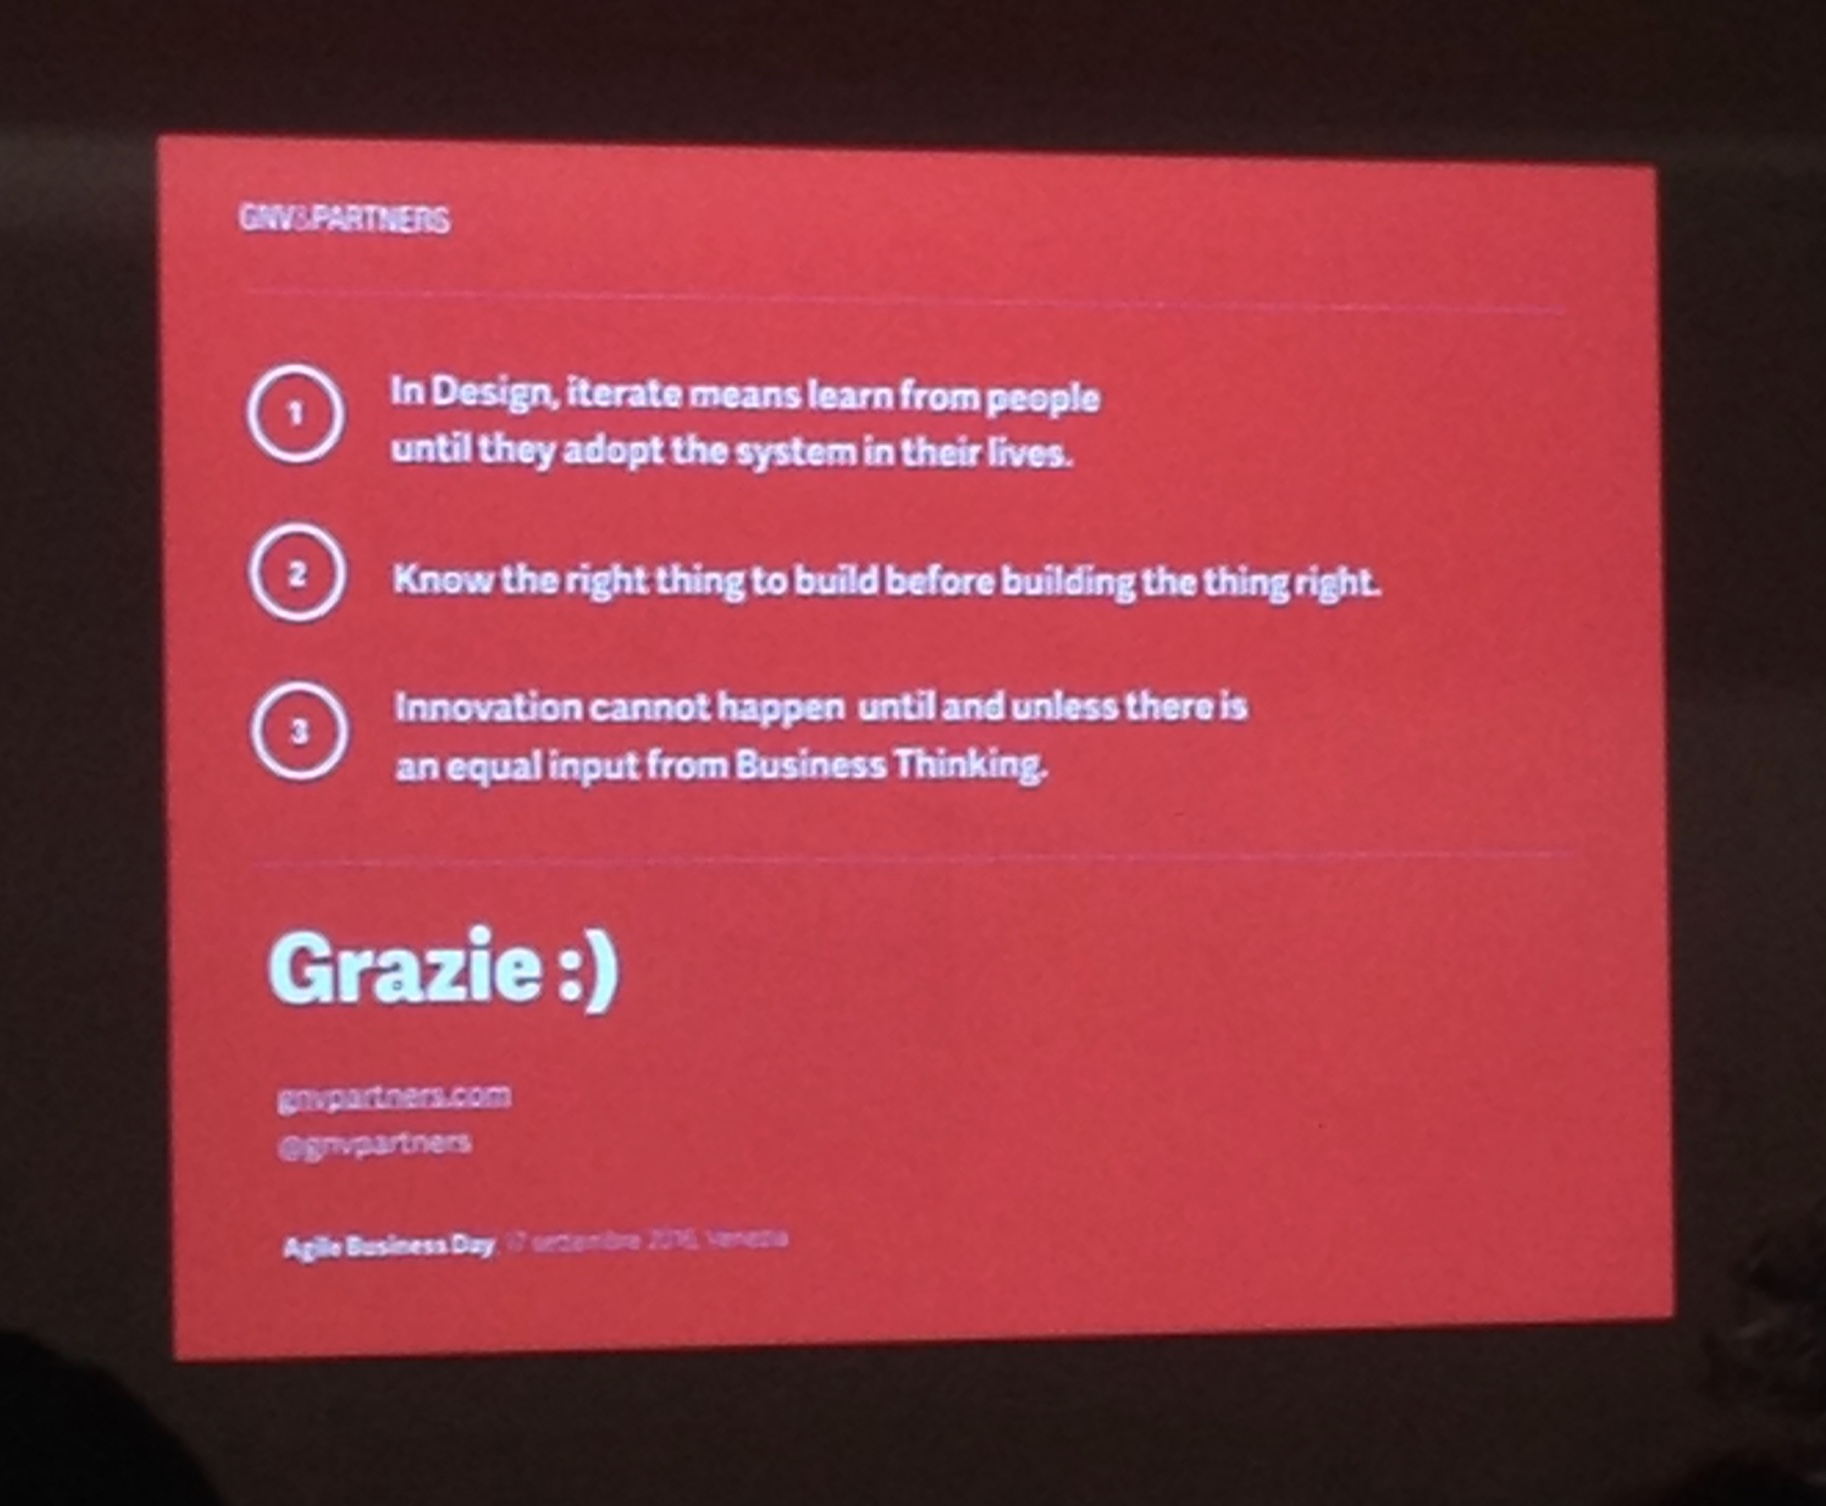 GNV&PARTNERS
1
In Design, iterate means learn from people
until they adopt the system in their lives.
2
Know the right thing to build before building the thing right.
3
Innovation cannot happen until and unless there is
an equal input from Business Thinking.
Grazie :)
gnvpartners.com
@gnvpartners
Agile Business Day, 17 settembre 2016, Venezia